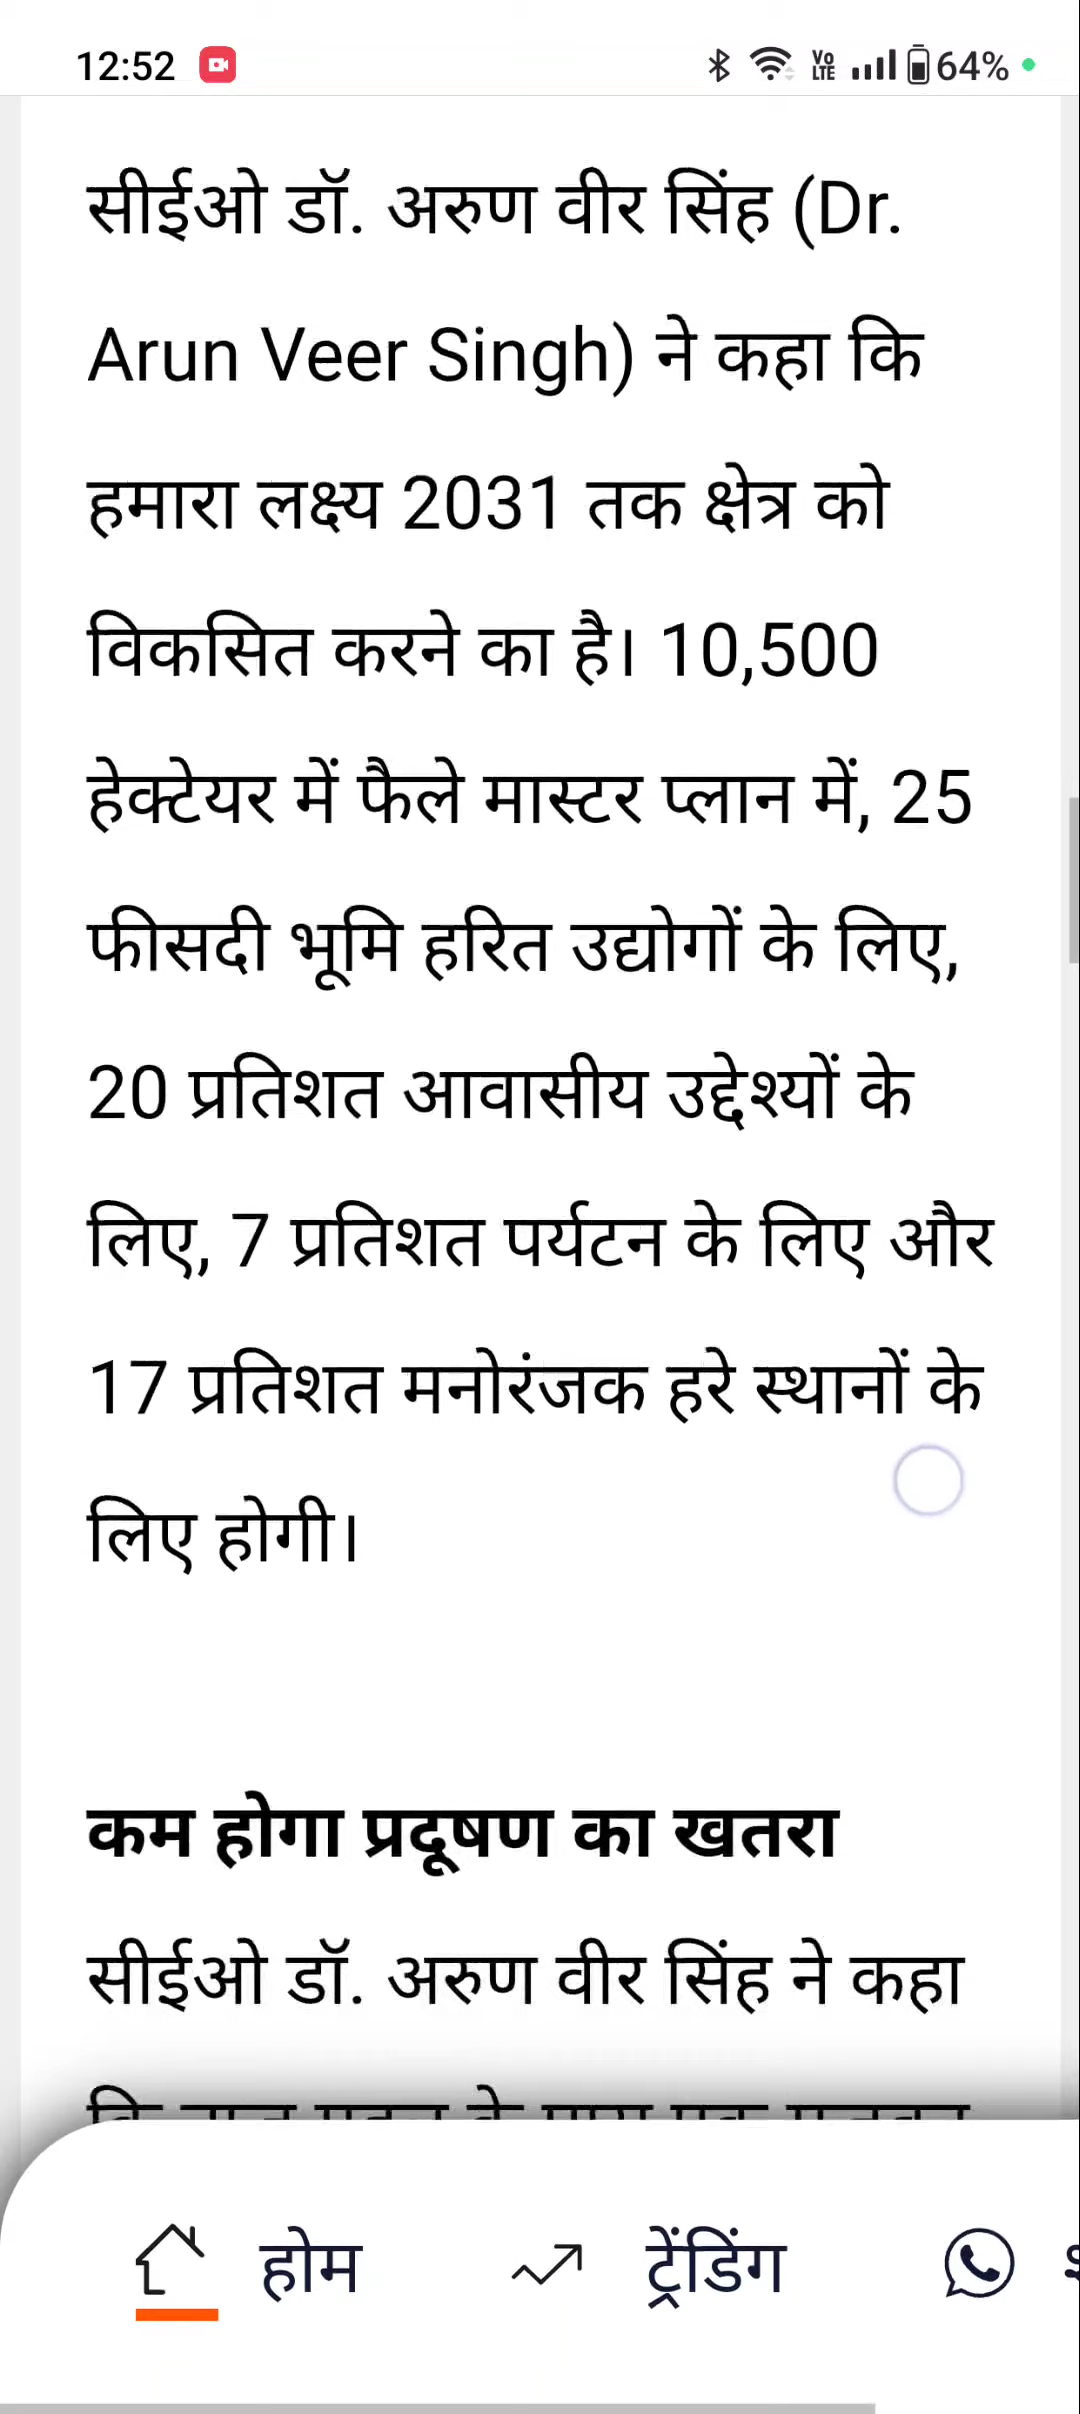 12:52
Vo LTE
64%
सीईओ डॉ. अरुण वीर सिंह (Dr.
Arun Veer Singh) ने कहा कि
हमारा लक्ष्य 2031 तक क्षेत्र को
विकसित करने का है। 10,500
हेक्टेयर में फैले मास्टर प्लान में, 25
फीसदी भूमि हरित उद्योगों के लिए,
20 प्रतिशत आवासीय उद्देश्यों के
लिए, 7 प्रतिशत पर्यटन के लिए और
17 प्रतिशत मनोरंजक हरे स्थानों के
लिए होगी।
कम होगा प्रदूषण का खतरा
सीईओ डॉ. अरुण वीर सिंह ने कहा
होम
ट्रेंडिंग